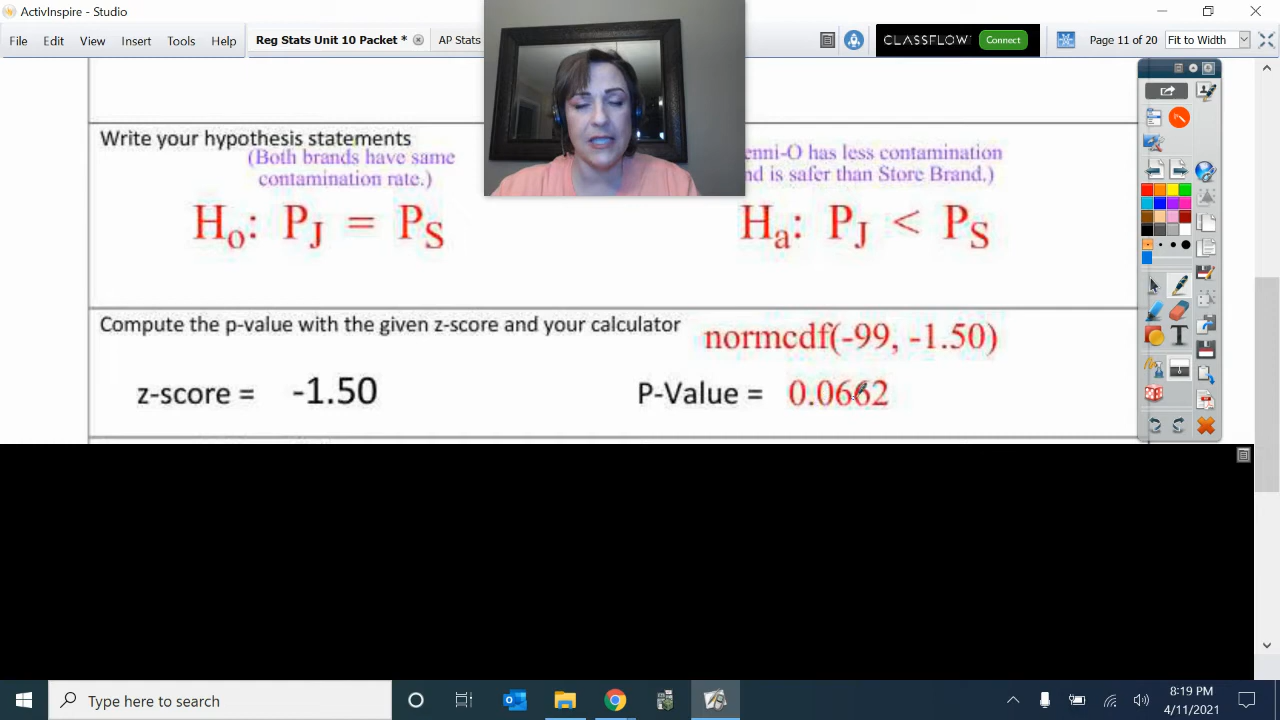 ActivInspire - Studio
File Edit View Insert Tools Help
Reg Stats Unit 10 Packet *
AP Stats
CLASSFLOW Connect
Page 11 of 20
Fit to Width
Write your hypothesis statements
(Both brands have same
contamination rate.)
Ho: PJ = PS
enni-O has less contamination
nd is safer than Store Brand.)
Ha: PJ < PS
Compute the p-value with the given z-score and your calculator
normcdf(-99, -1.50)
z-score = -1.50
P-Value = 0.0662
T
Type here to search
8:19 PM
4/11/2021